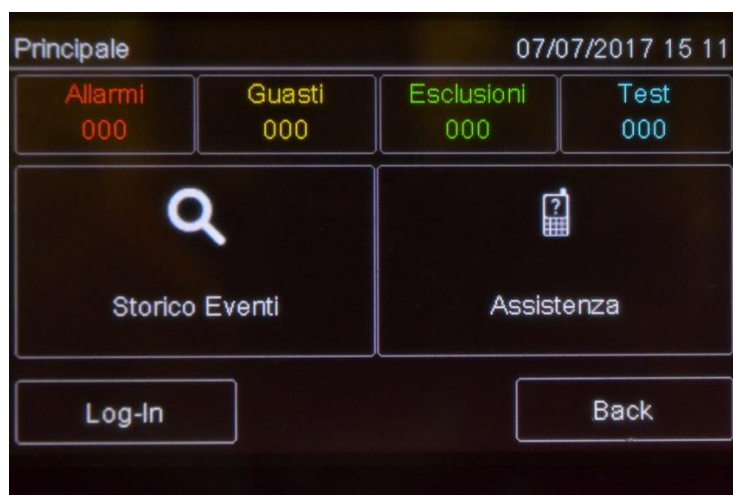 Principale 07/07/2017 15 11
Allarmi Guasti Esclusioni Test
000 000 000 000
?
Storico Eventi Assistenza
Log-In Back